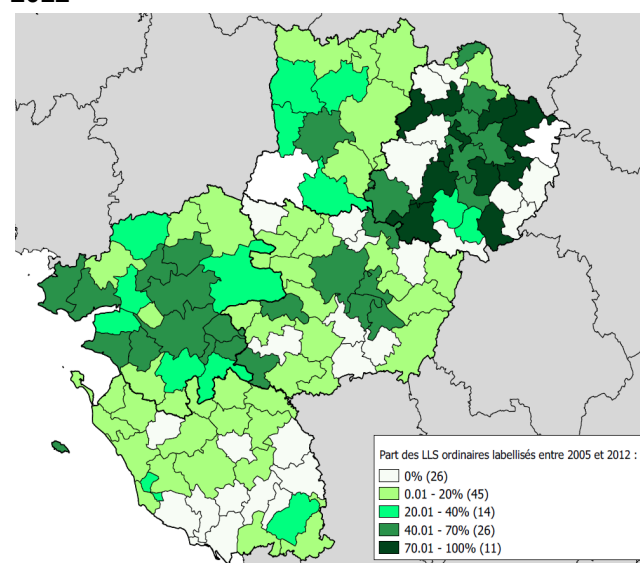 Part des LLS ordinaires labellisés entre 2005 et 2012 :
0% (26)
0.01 - 20% (45)
20.01 - 40% (14)
40.01 - 70% (26)
70.01 - 100% (11)